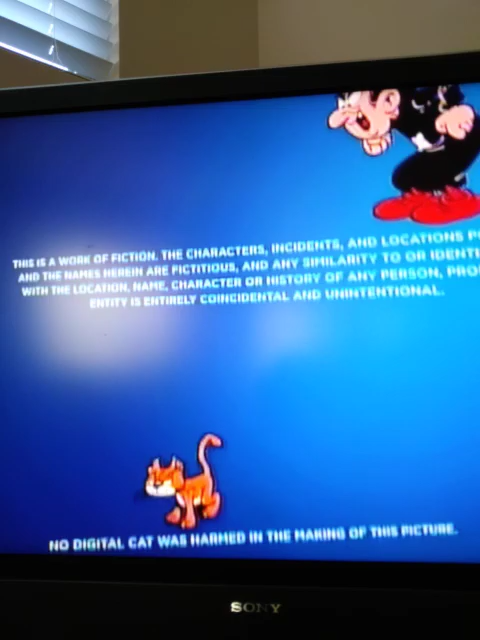 THIS IS A WORK OF FICTION. THE CHARACTERS, INCIDENTS, AND LOCATIONS
AND THE NAMES HEREIN ARE FICTITIOUS, AND ANY SIMILARITY TO OR
WITH THE LOCATION, NAME, CHARACTER OR HISTORY OF ANY PERSON,
ENTITY IS ENTIRELY COINCIDENTAL AND UNINTENTIONAL.
NO DIGITAL CAT WAS HARMED IN THE MAKING OF THIS PICTURE.
SONY